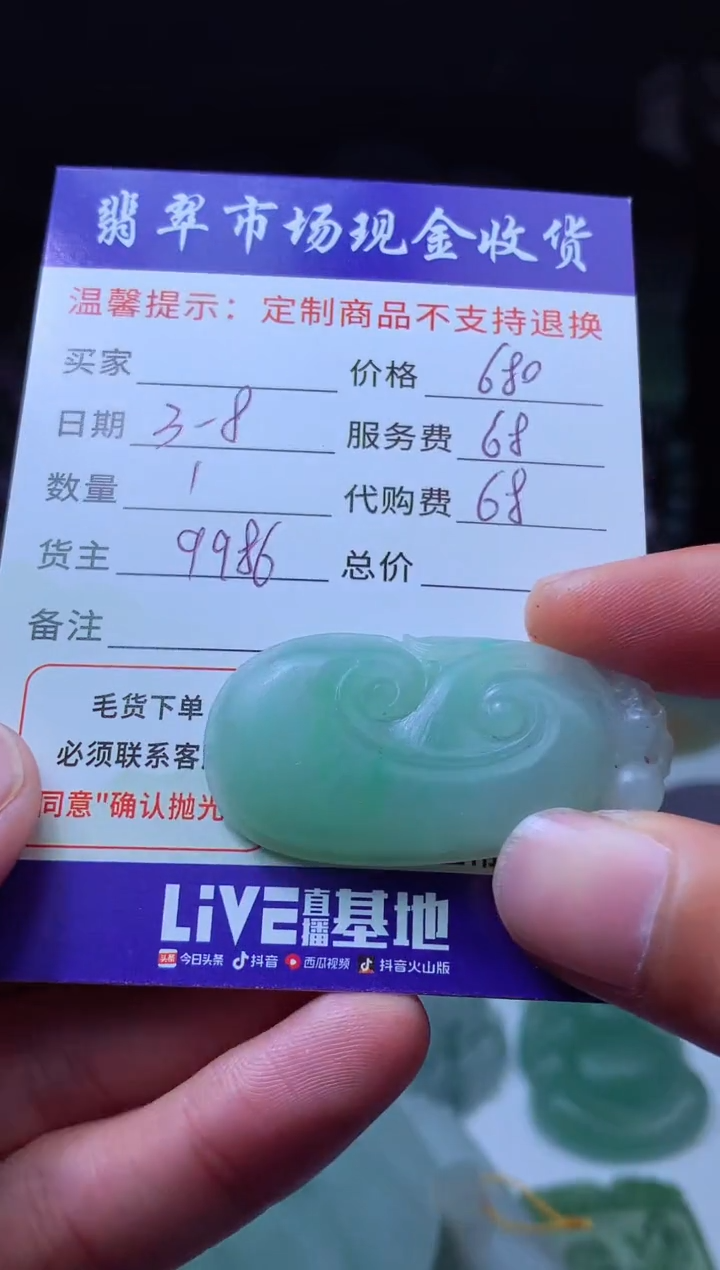 翡翠市场现金收货
温馨提示：定制商品不支持退换
买家 价格 680
日期 3-8 服务费 68
数量 1 代购费 68
货主 9986 总价
备注
毛货下单
必须联系客
同意"确认抛光
LiVE直播基地
头条 今日头条 抖音 西瓜视频 抖音火山版